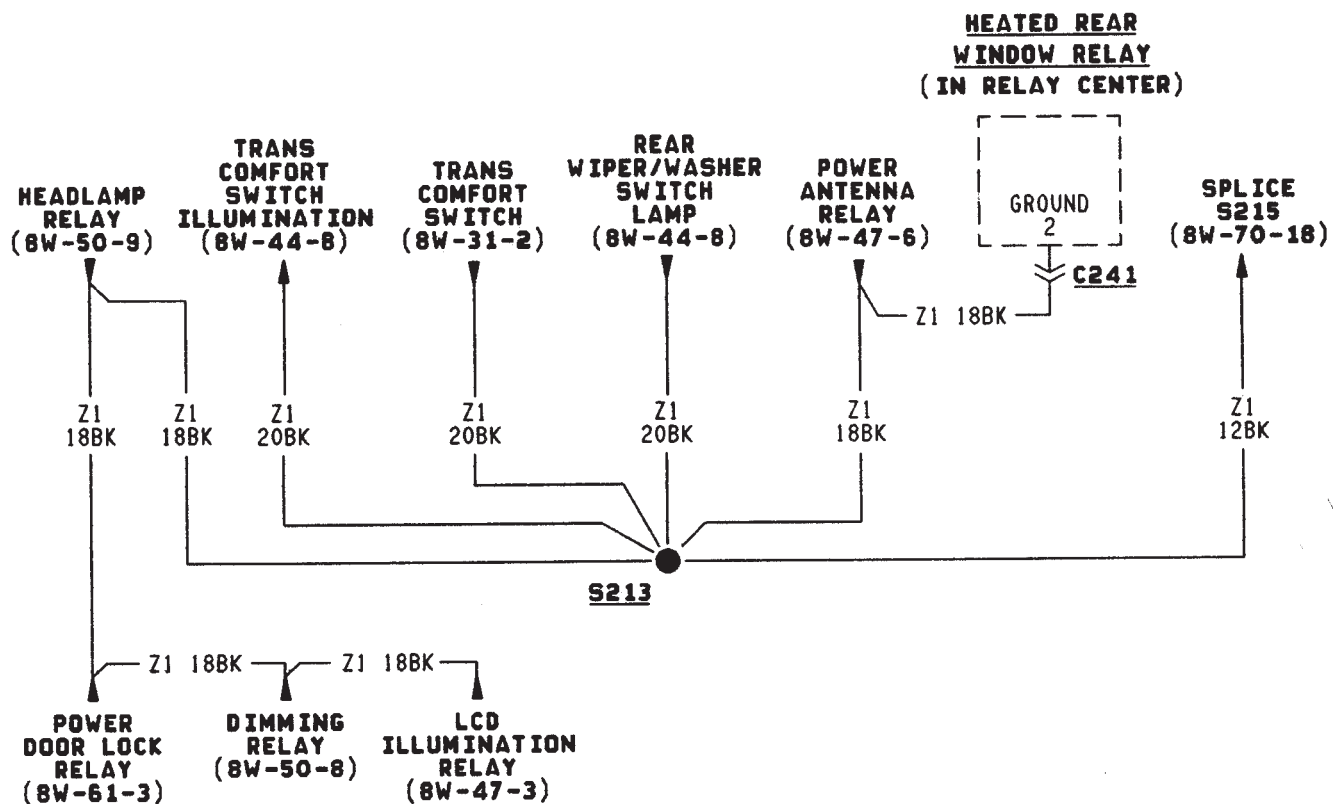 HEATED REAR
WINDOW RELAY
(IN RELAY CENTER)
HEADLAMP
RELAY
(8W-50-9)
TRANS
COMFORT
SWITCH
ILLUMINATION
(8W-44-8)
TRANS
COMFORT
SWITCH
(8W-31-2)
REAR
WIPER/WASHER
SWITCH
LAMP
(8W-44-8)
POWER
ANTENNA
RELAY
(8W-47-6)
GROUND
2
C241
SPLICE
S215
(8W-70-18)
Z1 18BK
Z1
18BK
Z1
18BK
Z1
20BK
Z1
20BK
Z1
20BK
Z1
18BK
Z1
12BK
S213
Z1 18BK
Z1 18BK
POWER
DOOR LOCK
RELAY
(8W-61-3)
DIMMING
RELAY
(8W-50-8)
LCD
ILLUMINATION
RELAY
(8W-47-3)